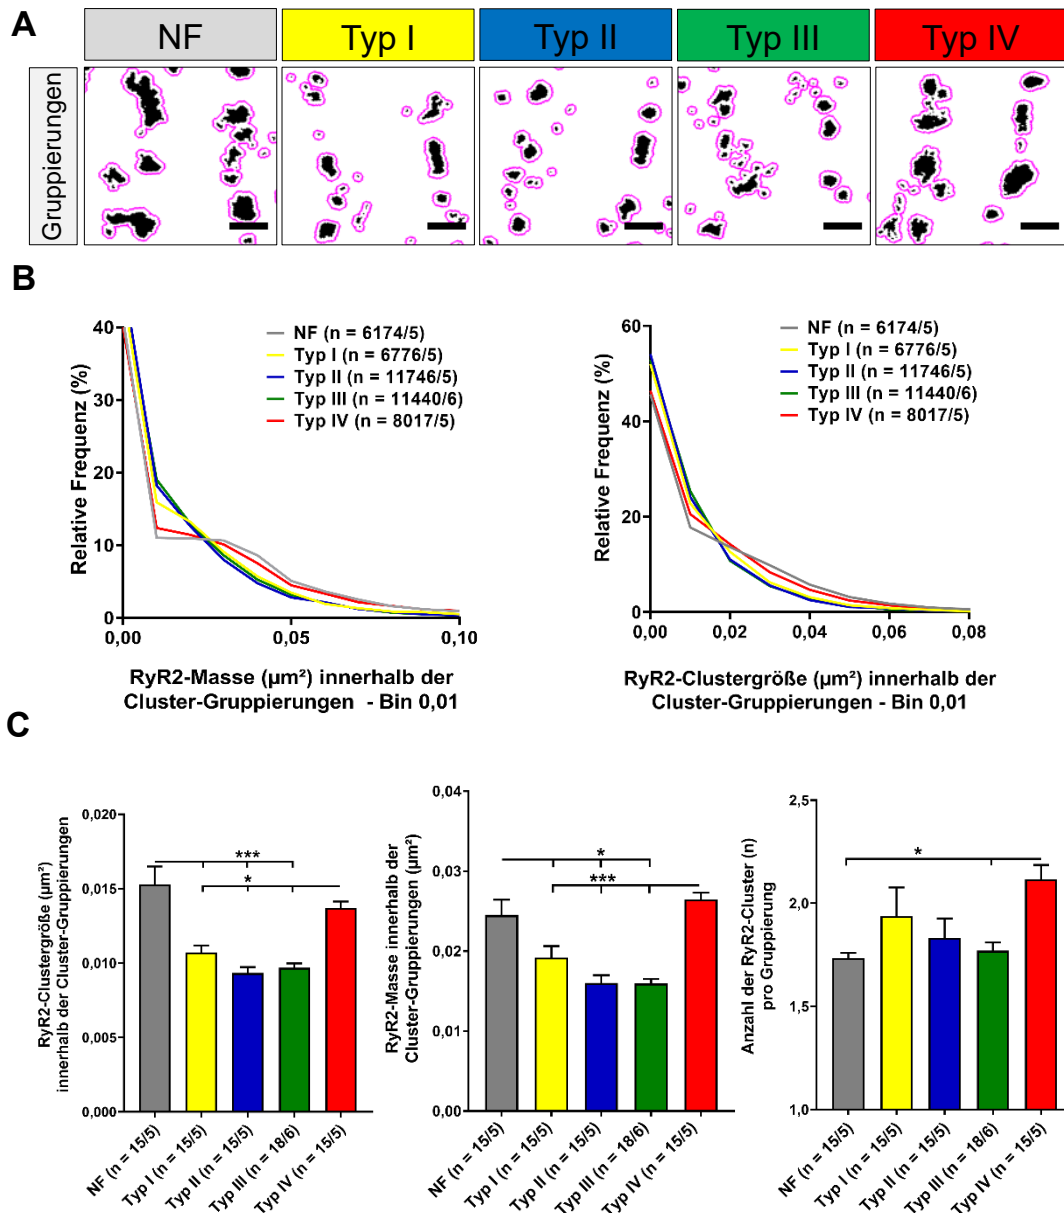 A
NF
Typ I
Typ II
Typ III
Typ IV
Gruppierungen
B
40
30
20
10
0
0,00
0,05
0,10
Relative Frequenz (%)
NF (n = 6174/5)
Typ I (n = 6776/5)
Typ II (n = 11746/5)
Typ III (n = 11440/6)
Typ IV (n = 8017/5)
RyR2-Masse (µm²) innerhalb der
Cluster-Gruppierungen - Bin 0,01
60
40
20
0
0,00
0,02
0,04
0,06
0,08
Relative Frequenz (%)
NF (n = 6174/5)
Typ I (n = 6776/5)
Typ II (n = 11746/5)
Typ III (n = 11440/6)
Typ IV (n = 8017/5)
RyR2-Clustergröße (µm²) innerhalb der
Cluster-Gruppierungen - Bin 0,01
C
RyR2-Clustergröße (µm²)
innerhalb der Cluster-Gruppierungen
0,020
0,015
0,010
0,005
0,000
***
*
NF (n = 15/5)
Typ I (n = 15/5)
Typ II (n = 15/5)
Typ III (n = 18/6)
Typ IV (n = 15/5)
RyR2-Masse innerhalb der
Cluster-Gruppierungen (µm²)
0,04
0,03
0,02
0,01
0,00
*
***
NF (n = 15/5)
Typ I (n = 15/5)
Typ II (n = 15/5)
Typ III (n = 18/6)
Typ IV (n = 15/5)
Anzahl der RyR2-Cluster (n)
pro Gruppierung
2,5
2,0
1,5
1,0
*
NF (n = 15/5)
Typ I (n = 15/5)
Typ II (n = 15/5)
Typ III (n = 18/6)
Typ IV (n = 15/5)